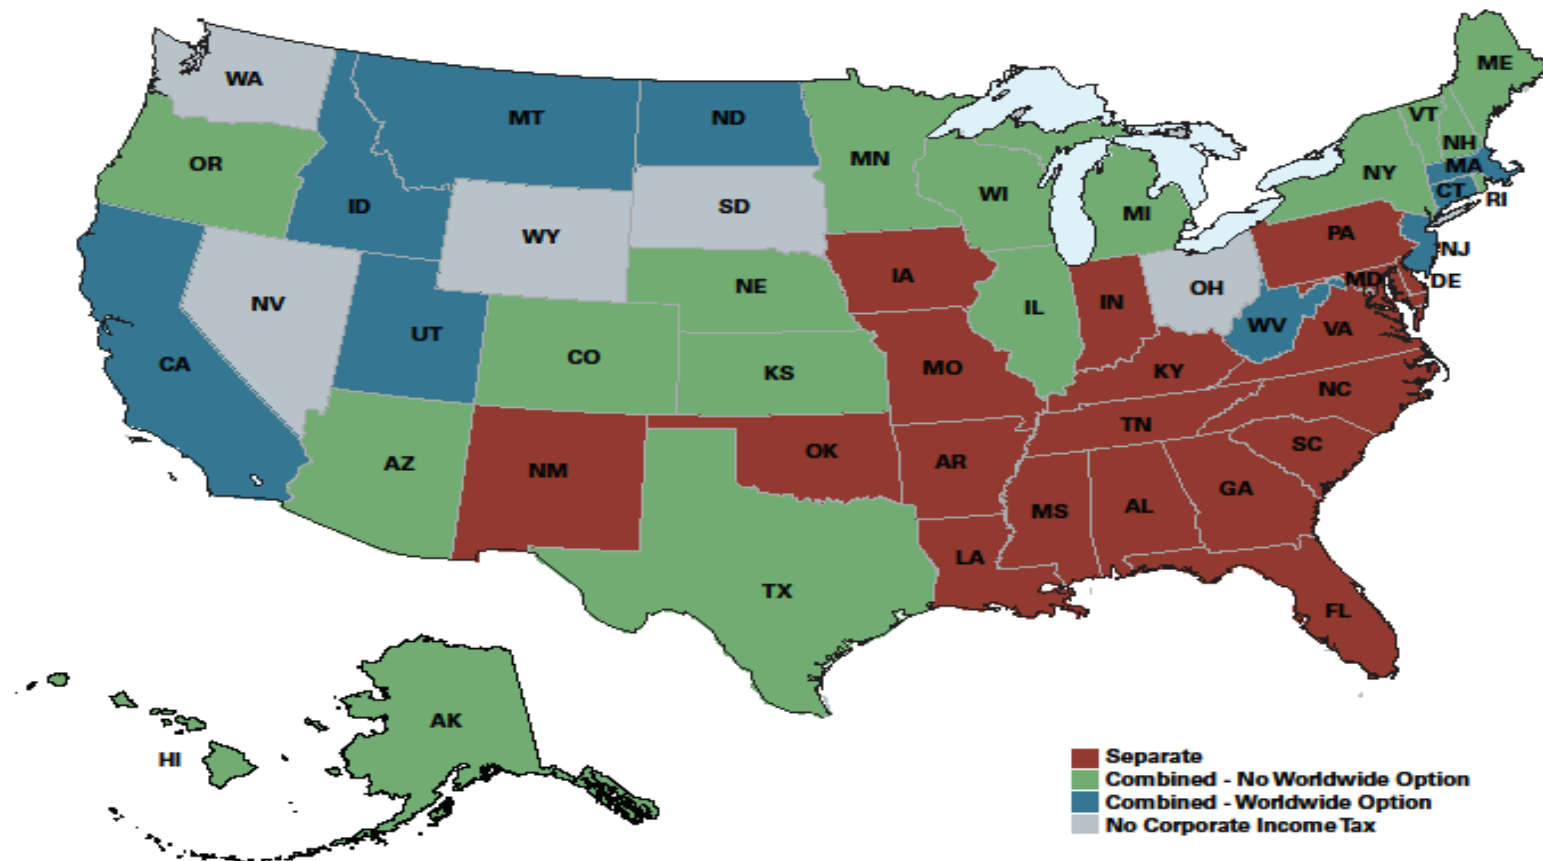 WA
MT
ND
MN
ME
VT
NH
MA
NY
CT
RI
OR
ID
SD
WI
MI
WY
PA
NJ
IA
NE
NV
IL
IN
OH
MD
DE
UT
WV
VA
CA
CO
KS
MO
KY
NC
TN
AZ
NM
OK
AR
SC
MS
AL
GA
LA
TX
FL
AK
HI
Separate
Combined - No Worldwide Option
Combined - Worldwide Option
No Corporate Income Tax